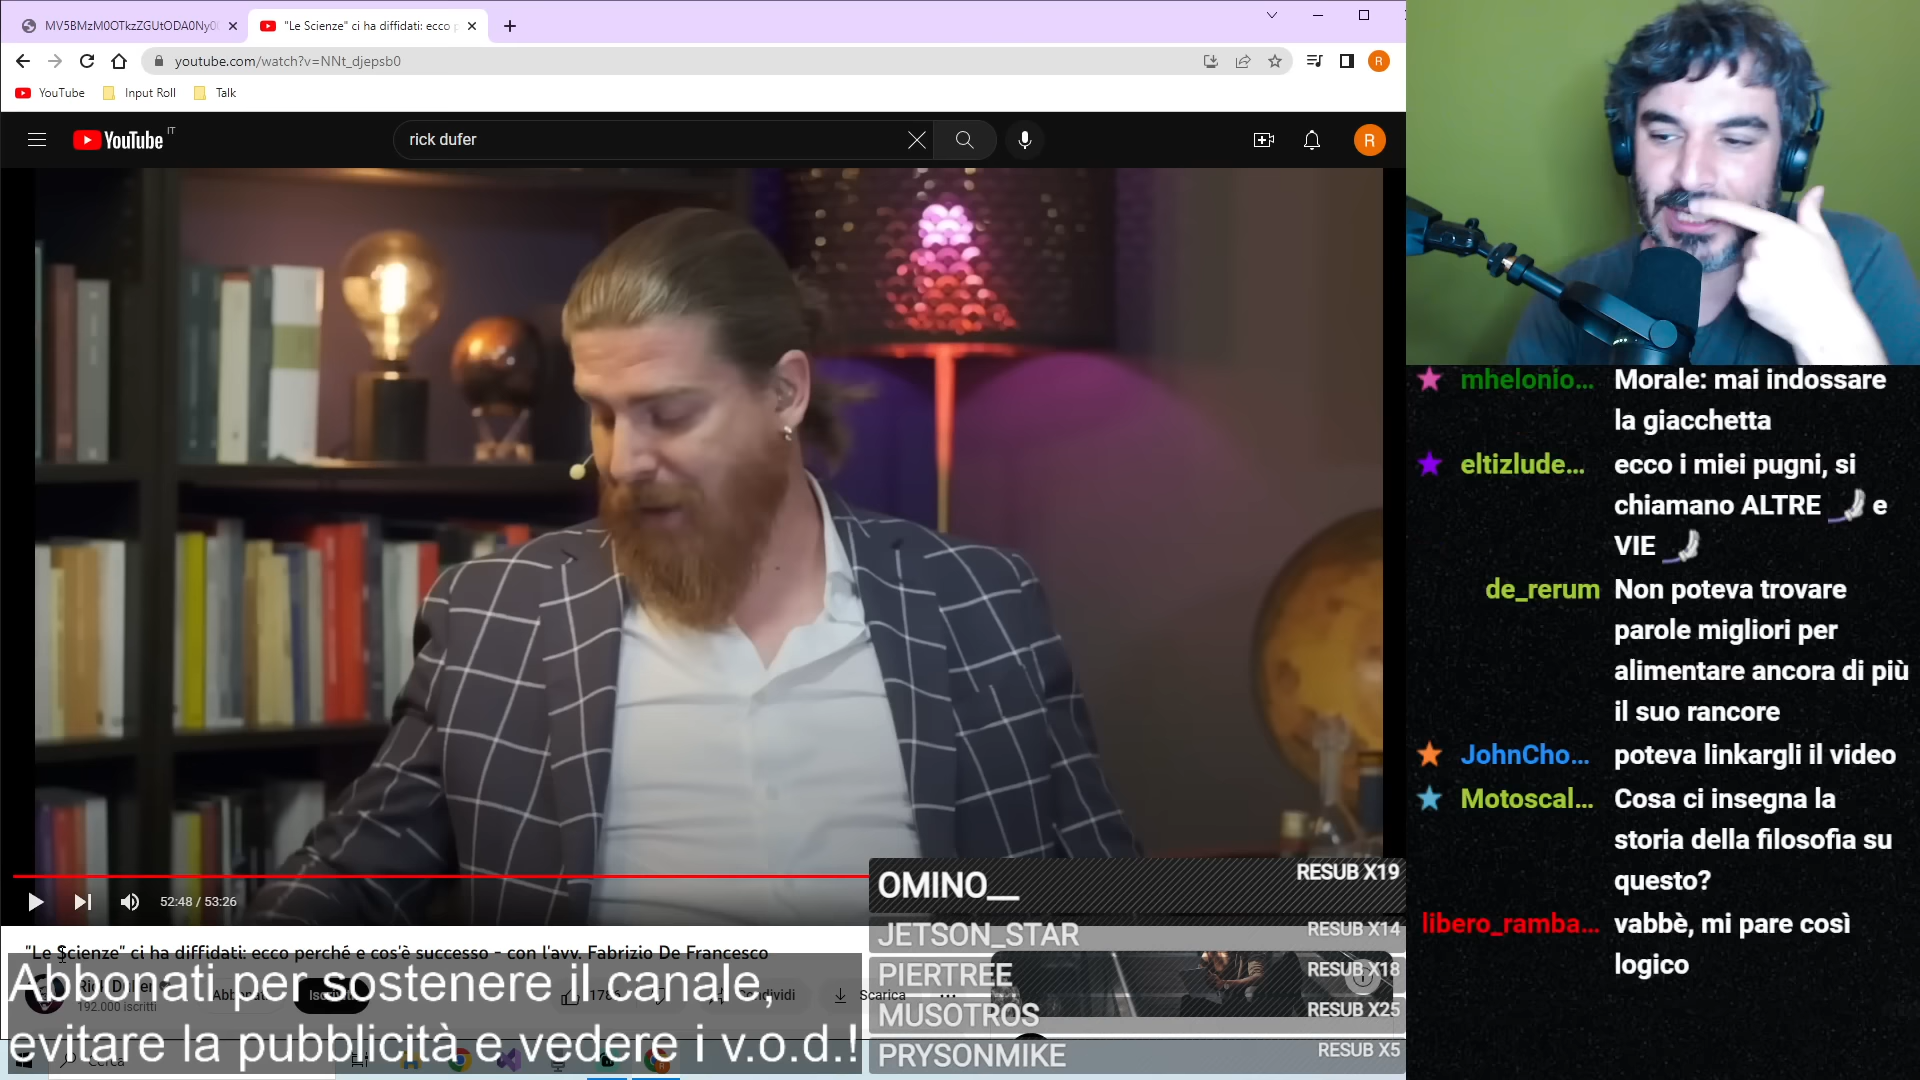 MV5BMzM0OTkzZGUtODA0Ny0
"Le Scienze" ci ha diffidati: ecco p
youtube.com/watch?v=NNt_djepsb0
R
YouTube
Input Roll
Talk
YouTube IT
rick dufer
R
mhelonio...
Morale: mai indossare
la giacchetta
eltizlude...
ecco i miei pugni, si
chiamano ALTRE e
VIE
de_rerum
Non poteva trovare
parole migliori per
alimentare ancora di più
il suo rancore
JohnCho...
poteva linkargli il video
Motoscal...
Cosa ci insegna la
storia della filosofia su
questo?
libero_ramba...
vabbè, mi pare così
logico
52:48 / 53:26
OMINO__
RESUB X19
JETSON_STAR
RESUB X14
PIERTREE
RESUB X18
MUSOTROS
RESUB X25
PRYSONMIKE
RESUB X5
"Le Scienze" ci ha diffidati: ecco perché e cos'è successo - con l'avv. Fabrizio De Francesco
Rick Dufer
192.000 iscritti
Scarica
Abbonati per sostenere il canale,
evitare la pubblicità e vedere i v.o.d.!
Cerca